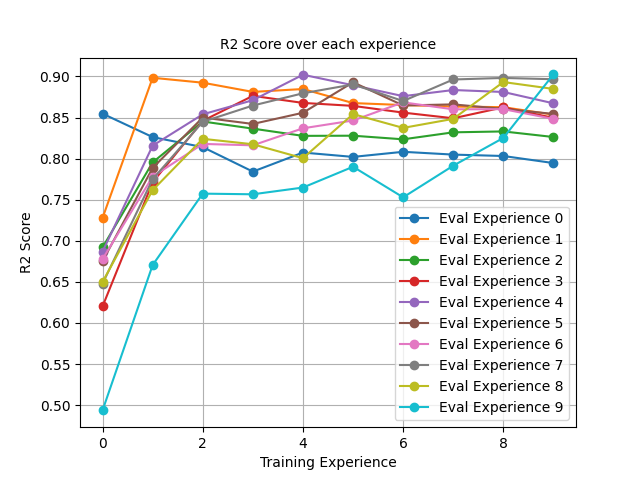 R2 Score over each experience
0.90
0.85
0.80
0.75
0.70
0.65
0.60
0.55
0.50
R2 Score
0
2
4
6
8
Training Experience
Eval Experience 0
Eval Experience 1
Eval Experience 2
Eval Experience 3
Eval Experience 4
Eval Experience 5
Eval Experience 6
Eval Experience 7
Eval Experience 8
Eval Experience 9